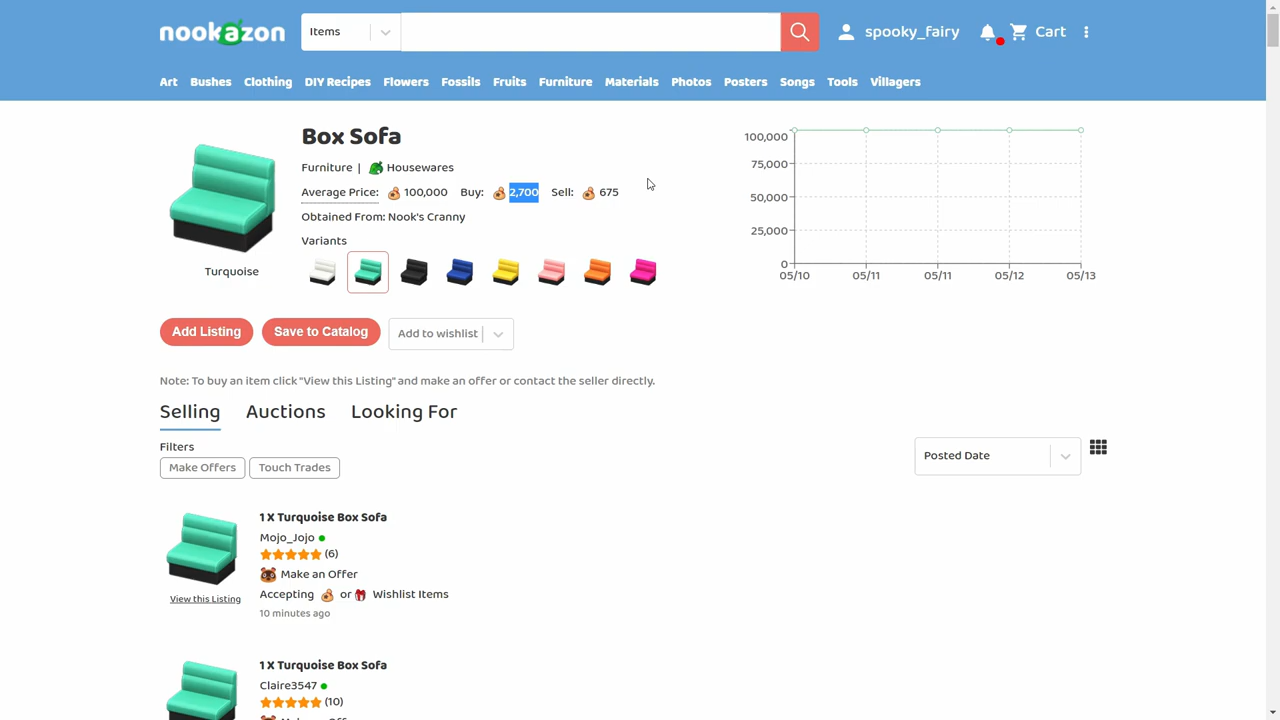 nookazon
Items
spooky_fairy
Cart
Art Bushes Clothing DIY Recipes Flowers Fossils Fruits Furniture Materials Photos Posters Songs Tools Villagers
Box Sofa
Furniture | Housewares
Average Price: 100,000 Buy: 2,700 Sell: 675
Obtained From: Nook's Cranny
Variants
Turquoise
100,000
75,000
50,000
25,000
0
05/10 05/11 05/11 05/12 05/13
Add Listing Save to Catalog Add to wishlist
Note: To buy an item click "View this Listing" and make an offer or contact the seller directly.
Selling Auctions Looking For
Filters
Make Offers Touch Trades
Posted Date
1 X Turquoise Box Sofa
Mojo_Jojo
(6)
Make an Offer
Accepting or Wishlist Items
View this Listing
10 minutes ago
1 X Turquoise Box Sofa
Claire3547
(10)